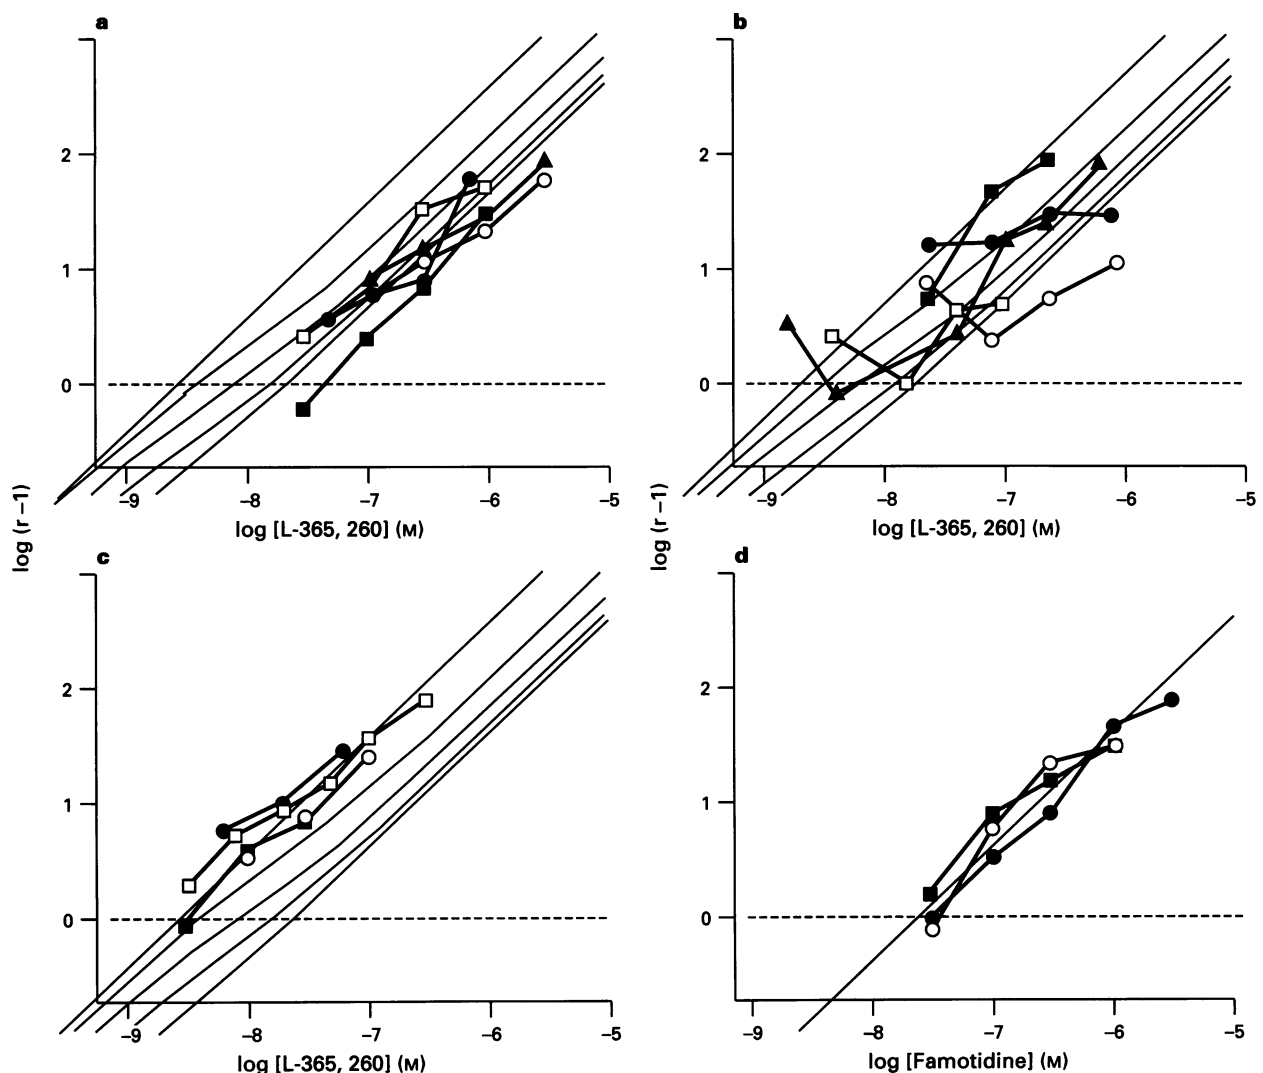 a
2
1
0
–9 –8 –7 –6 –5
log [L-365, 260] (M)
log (r –1)
b
2
1
0
–9 –8 –7 –6 –5
log [L-365, 260] (M)
log (r –1)
c
2
1
0
–9 –8 –7 –6 –5
log [L-365, 260] (M)
d
2
1
0
–9 –8 –7 –6 –5
log [Famotidine] (M)